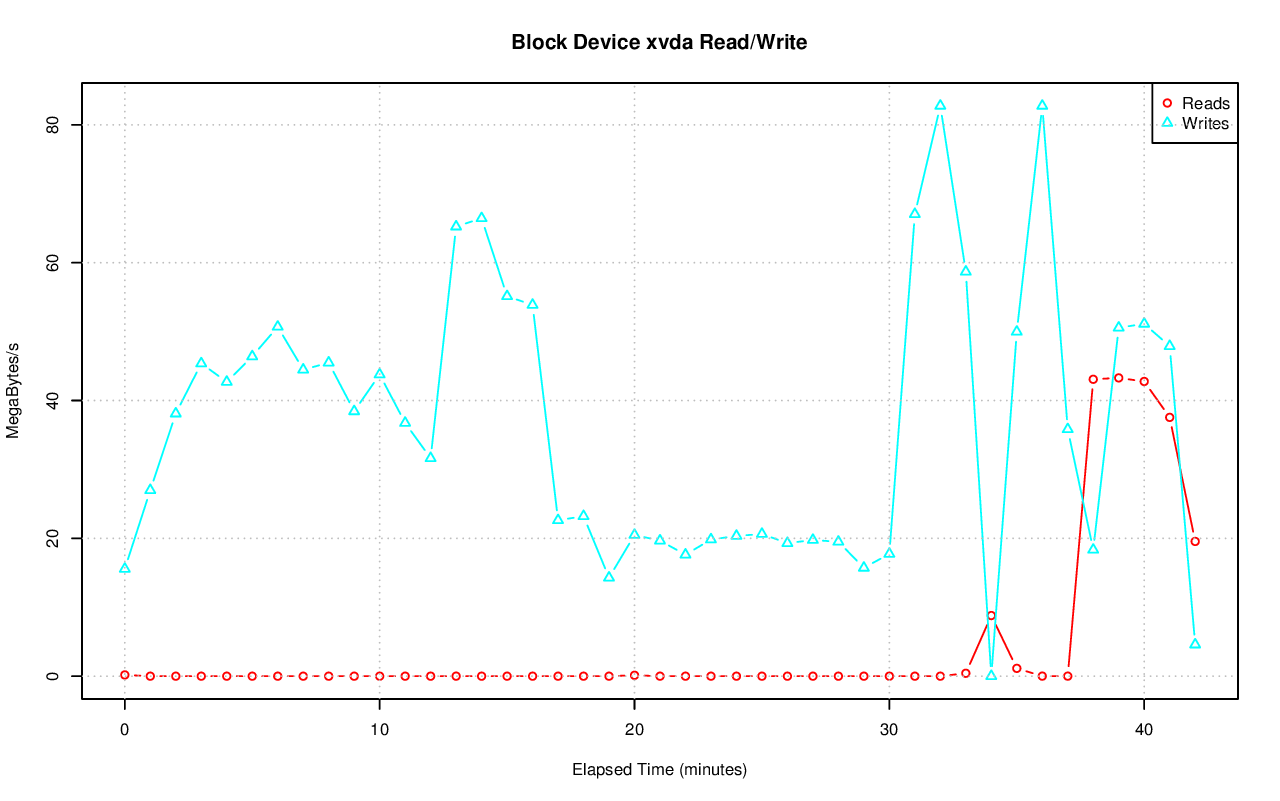 Block Device xvda Read/Write
Reads
Writes
80
60
40
20
0
MegaBytes/s
0 10 20 30 40
Elapsed Time (minutes)